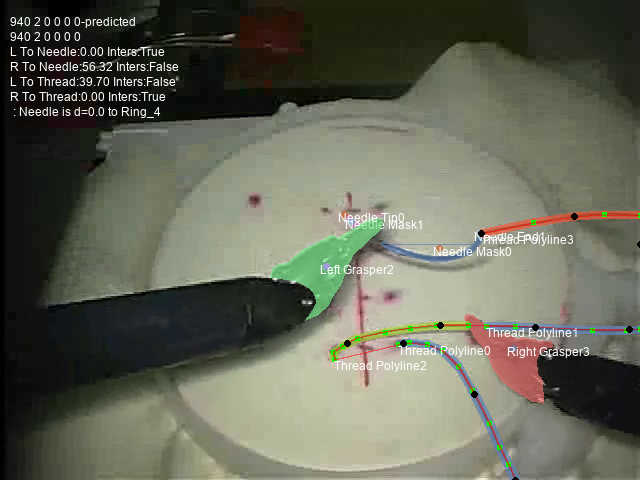 940 2 0 0 0 0-predicted
940 2 0 0 0 0
L To Needle:0.00 Inters:True
R To Needle:56.32 Inters:False
L To Thread:39.70 Inters:False
R To Thread:0.00 Inters:True
: Needle is d=0.0 to Ring_4
Needle Tip0
Needle Mask1
Needle End1
Thread Polyline3
Needle Mask0
Left Grasper2
Thread Polyline1
Thread Polyline0
Right Grasper3
Thread Polyline2